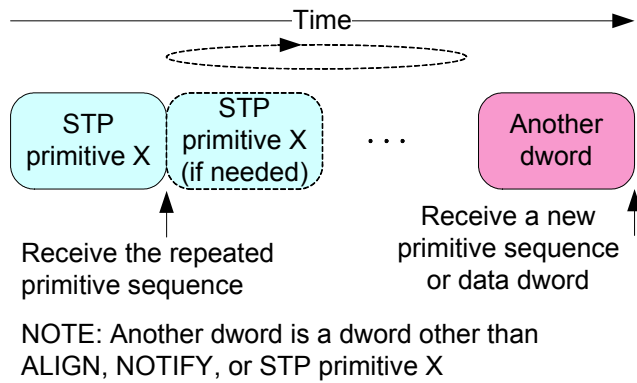 Time
STP
primitive X
STP
primitive X
(if needed)
. . .
Another
dword
Receive the repeated
primitive sequence
Receive a new
primitive sequence
or data dword
NOTE: Another dword is a dword other than
ALIGN, NOTIFY, or STP primitive X